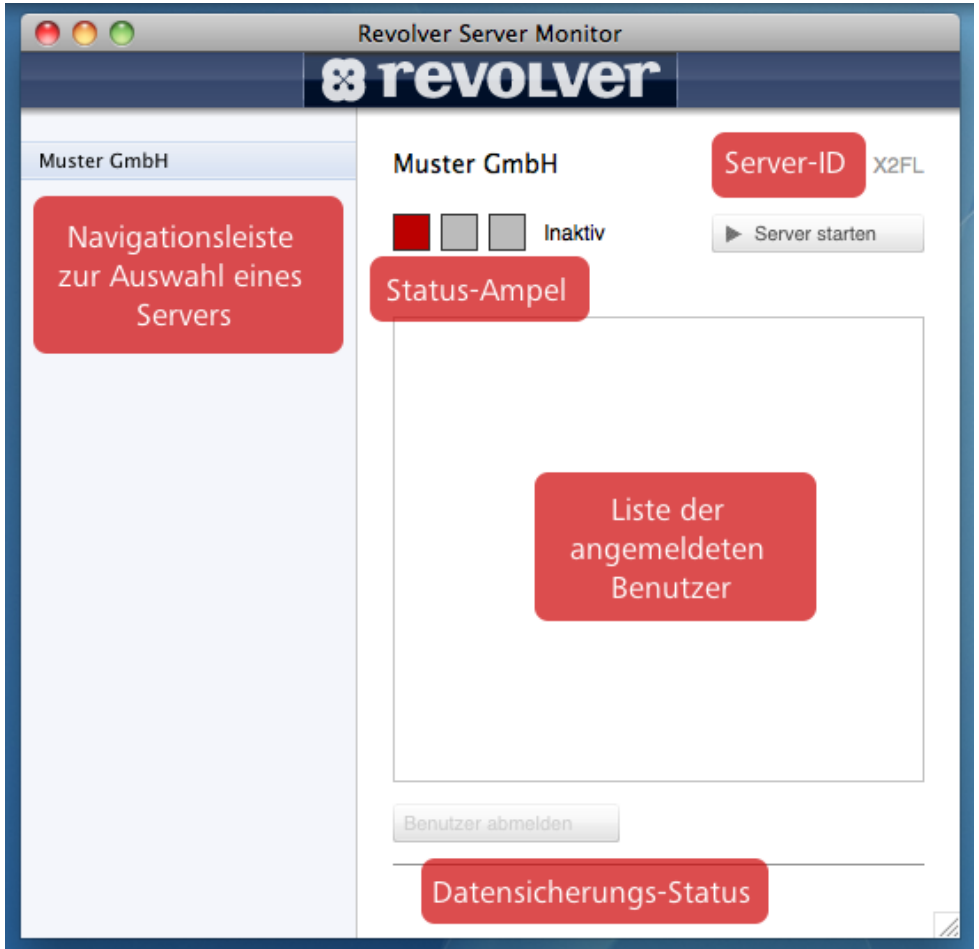 Revolver Server Monitor
revolver
Muster GmbH
Navigationsleiste
zur Auswahl eines
Servers
Muster GmbH
Server-ID X2FL
Inaktiv
Server starten
Status-Ampel
Liste der
angemeldeten
Benutzer
Benutzer abmelden
Datensicherungs-Status